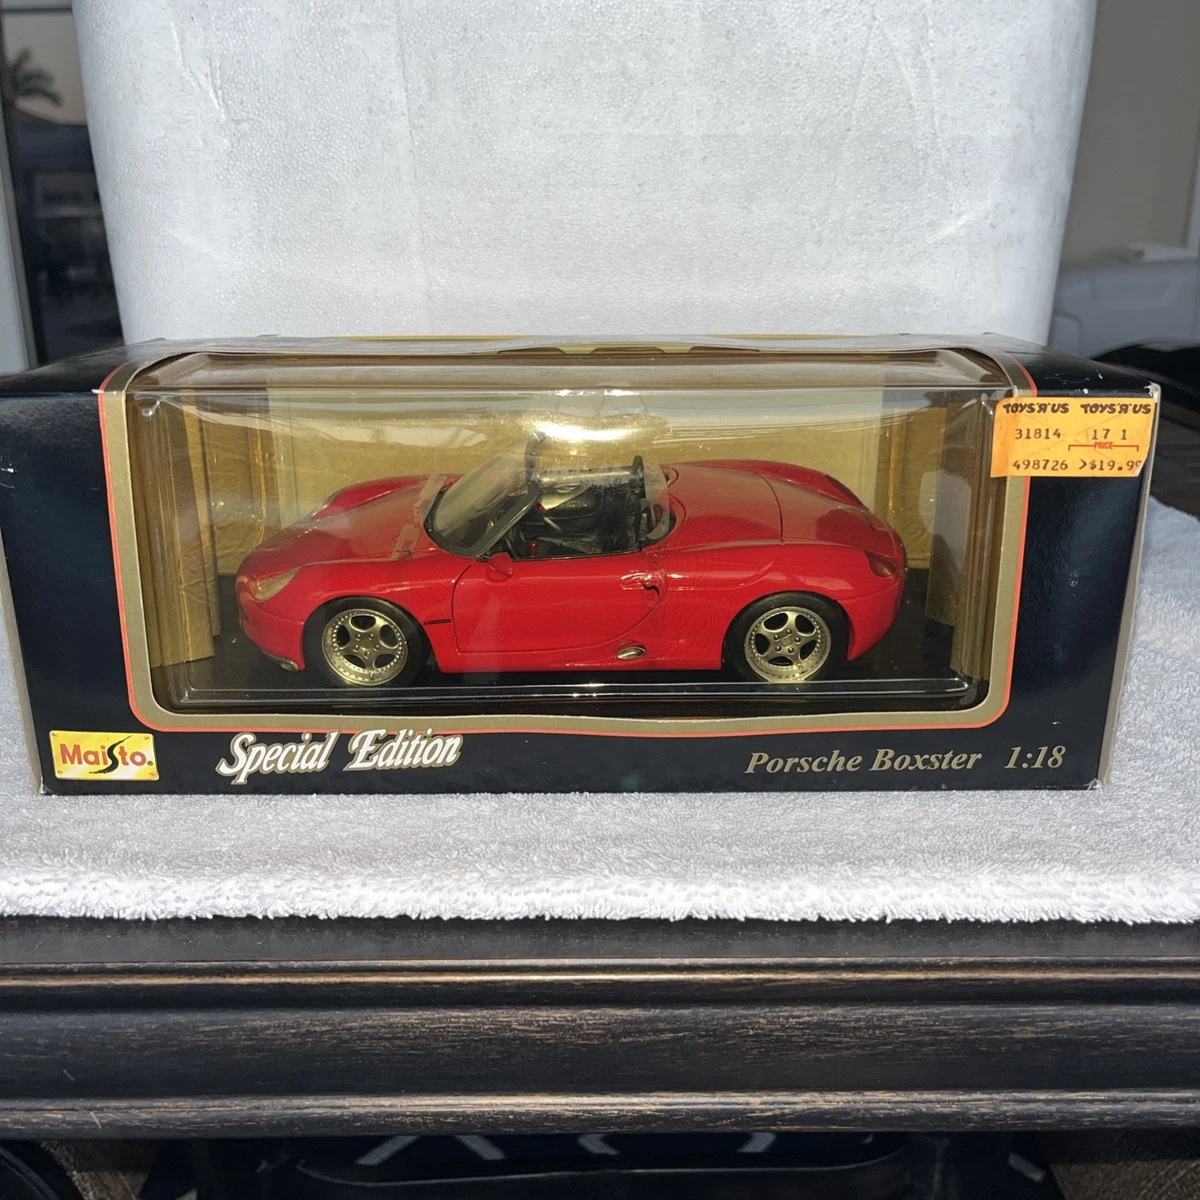 TOYS"R"US TOYS"R"US
31814 17 1
PRICE
498726 >$19.99
Maisto.
Special Edition
Porsche Boxster 1:18